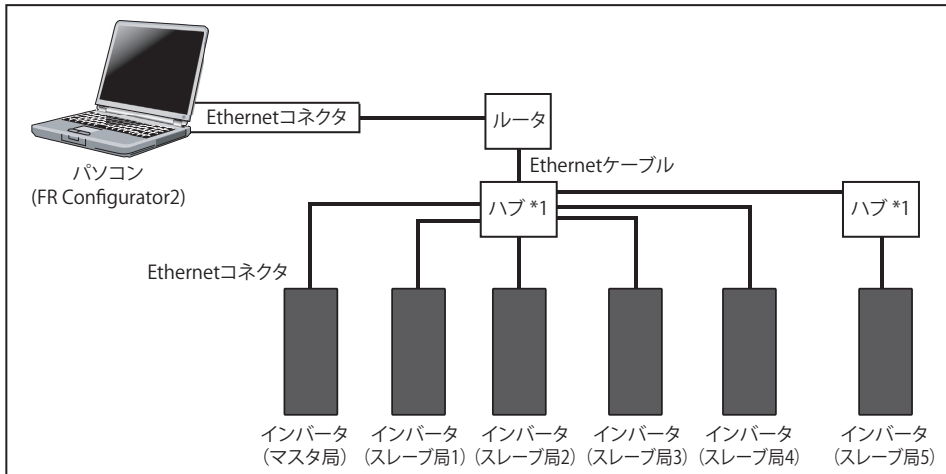 Ethernetコネクタ
ルータ
Ethernetケーブル
パソコン
(FR Configurator2)
ハブ *1
ハブ *1
Ethernetコネクタ
インバータ
(マスタ局)
インバータ
(スレーブ局1)
インバータ
(スレーブ局2)
インバータ
(スレーブ局3)
インバータ
(スレーブ局4)
インバータ
(スレーブ局5)